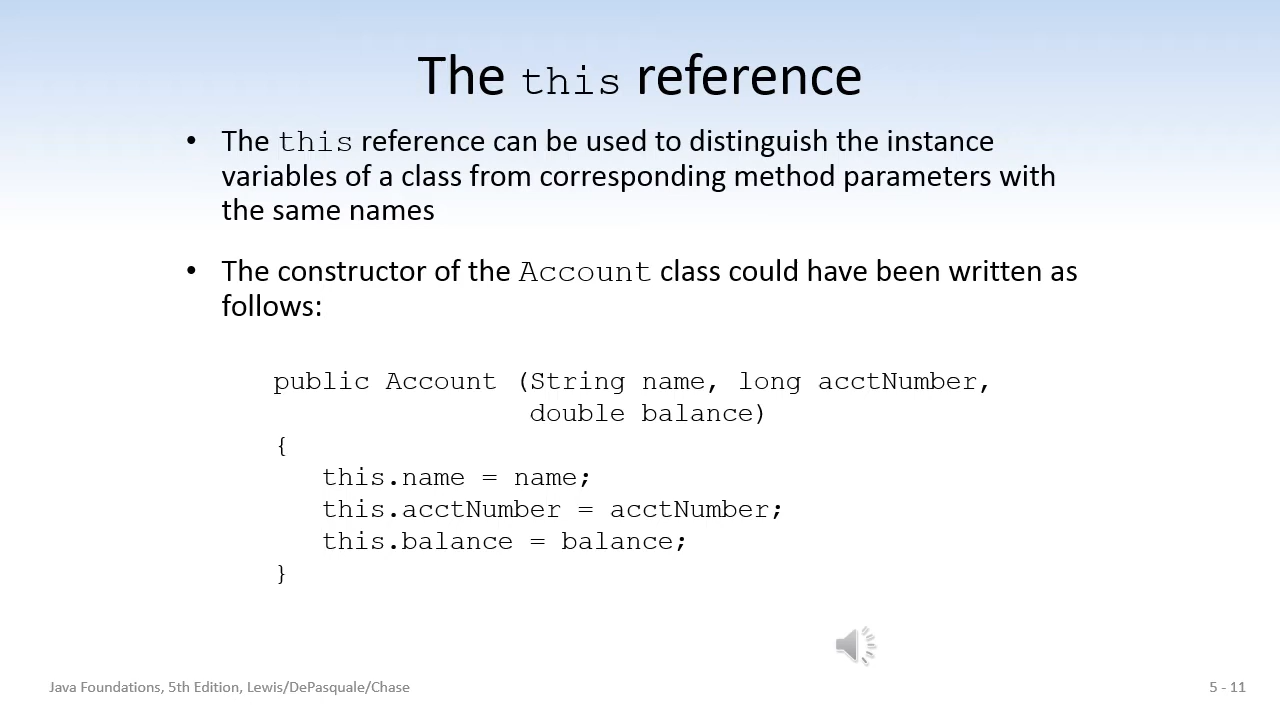 The this reference
• The this reference can be used to distinguish the instance
variables of a class from corresponding method parameters with
the same names
• The constructor of the Account class could have been written as
follows:
public Account (String name, long acctNumber,
                double balance)
{
   this.name = name;
   this.acctNumber = acctNumber;
   this.balance = balance;
}
Java Foundations, 5th Edition, Lewis/DePasquale/Chase
5 - 11